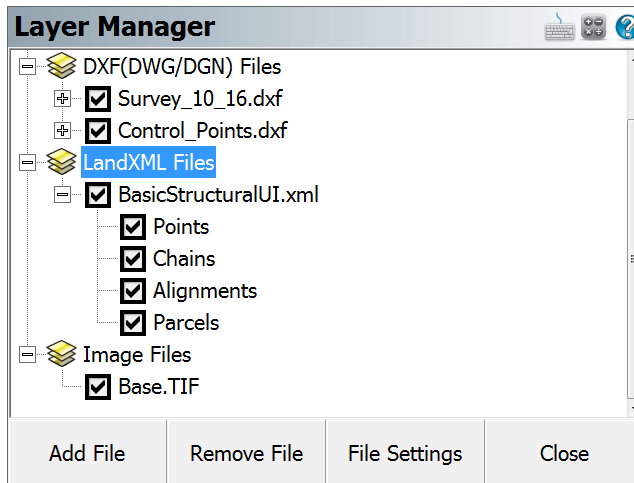 Layer Manager
DXF(DWG/DGN) Files
Survey_10_16.dxf
Control_Points.dxf
LandXML Files
BasicStructuralUI.xml
Points
Chains
Alignments
Parcels
Image Files
Base.TIF
Add File Remove File File Settings Close